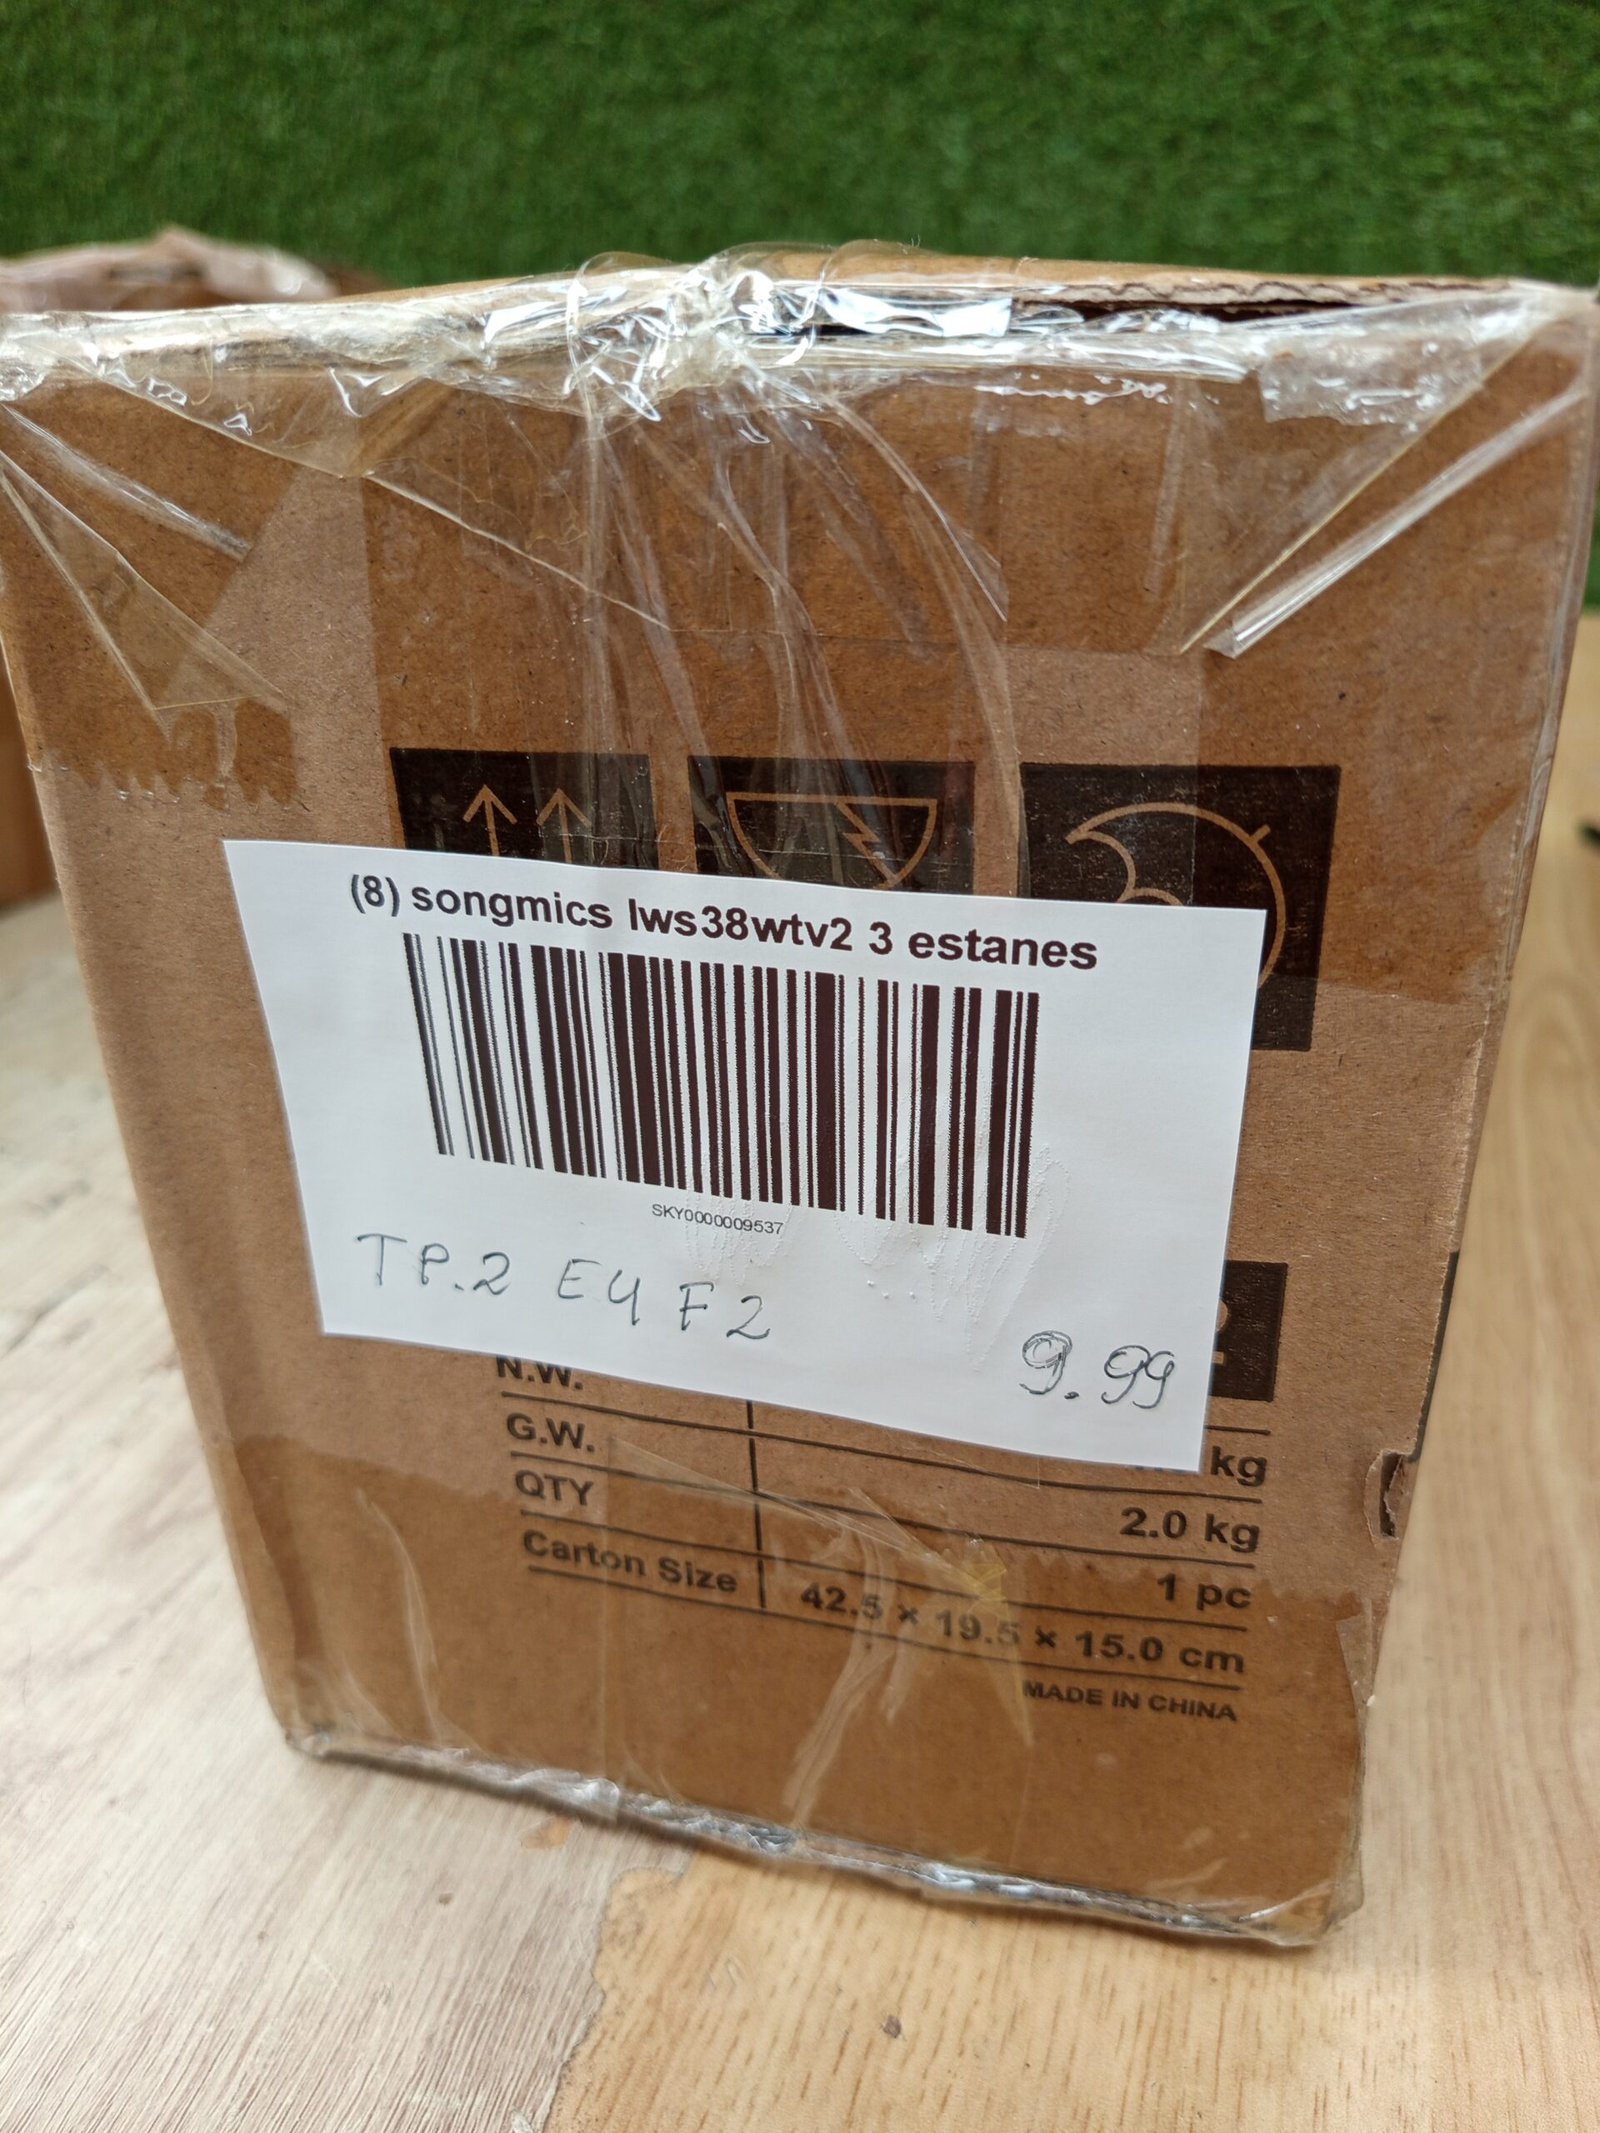 (8) songmics lws38wtv2 3 estanes
SKY0000009537
TP.2 E4 F2
9.99
N.W. kg
G.W. 2.0 kg
QTY 1 pc
Carton Size 42.5 × 19.5 × 15.0 cm
MADE IN CHINA